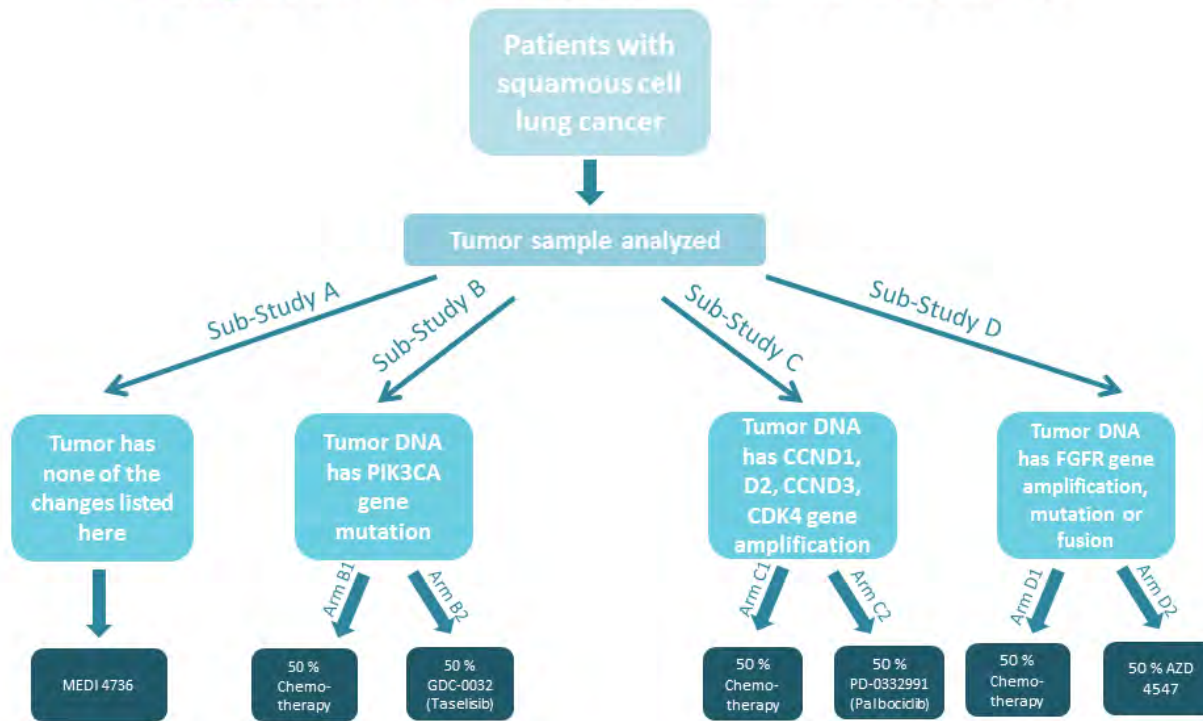 Patients with
squamous cell
lung cancer
Tumor sample analyzed
Sub-Study A
Sub-Study B
Sub-Study C
Sub-Study D
Tumor has
none of the
changes listed
here
Tumor DNA
has PIK3CA
gene
mutation
Tumor DNA
has CCND1,
D2, CCND3,
CDK4 gene
amplification
Tumor DNA
has FGFR gene
amplification,
mutation or
fusion
Arm B1
Arm B2
Arm C1
Arm C2
Arm D1
Arm D2
MEDI 4736
50 %
Chemo-
therapy
50 %
GDC-0032
(Taselisib)
50 %
Chemo-
therapy
50 %
PD-0332991
(Palbociclib)
50 %
Chemo-
therapy
50 % AZD
4547